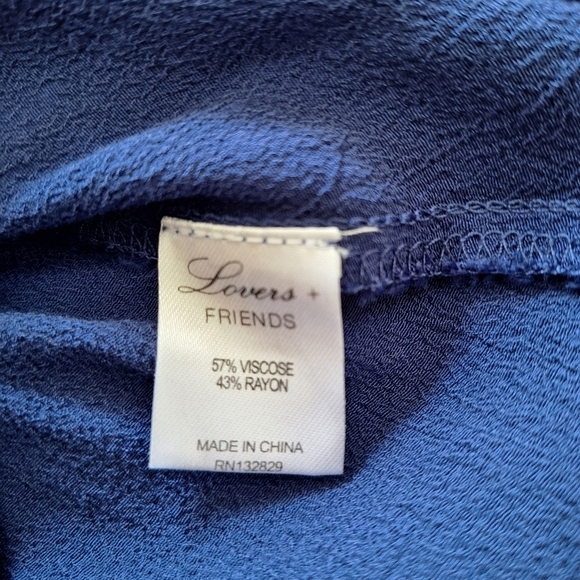 Lovers +
FRIENDS
57% VISCOSE
43% RAYON
MADE IN CHINA
RN132829